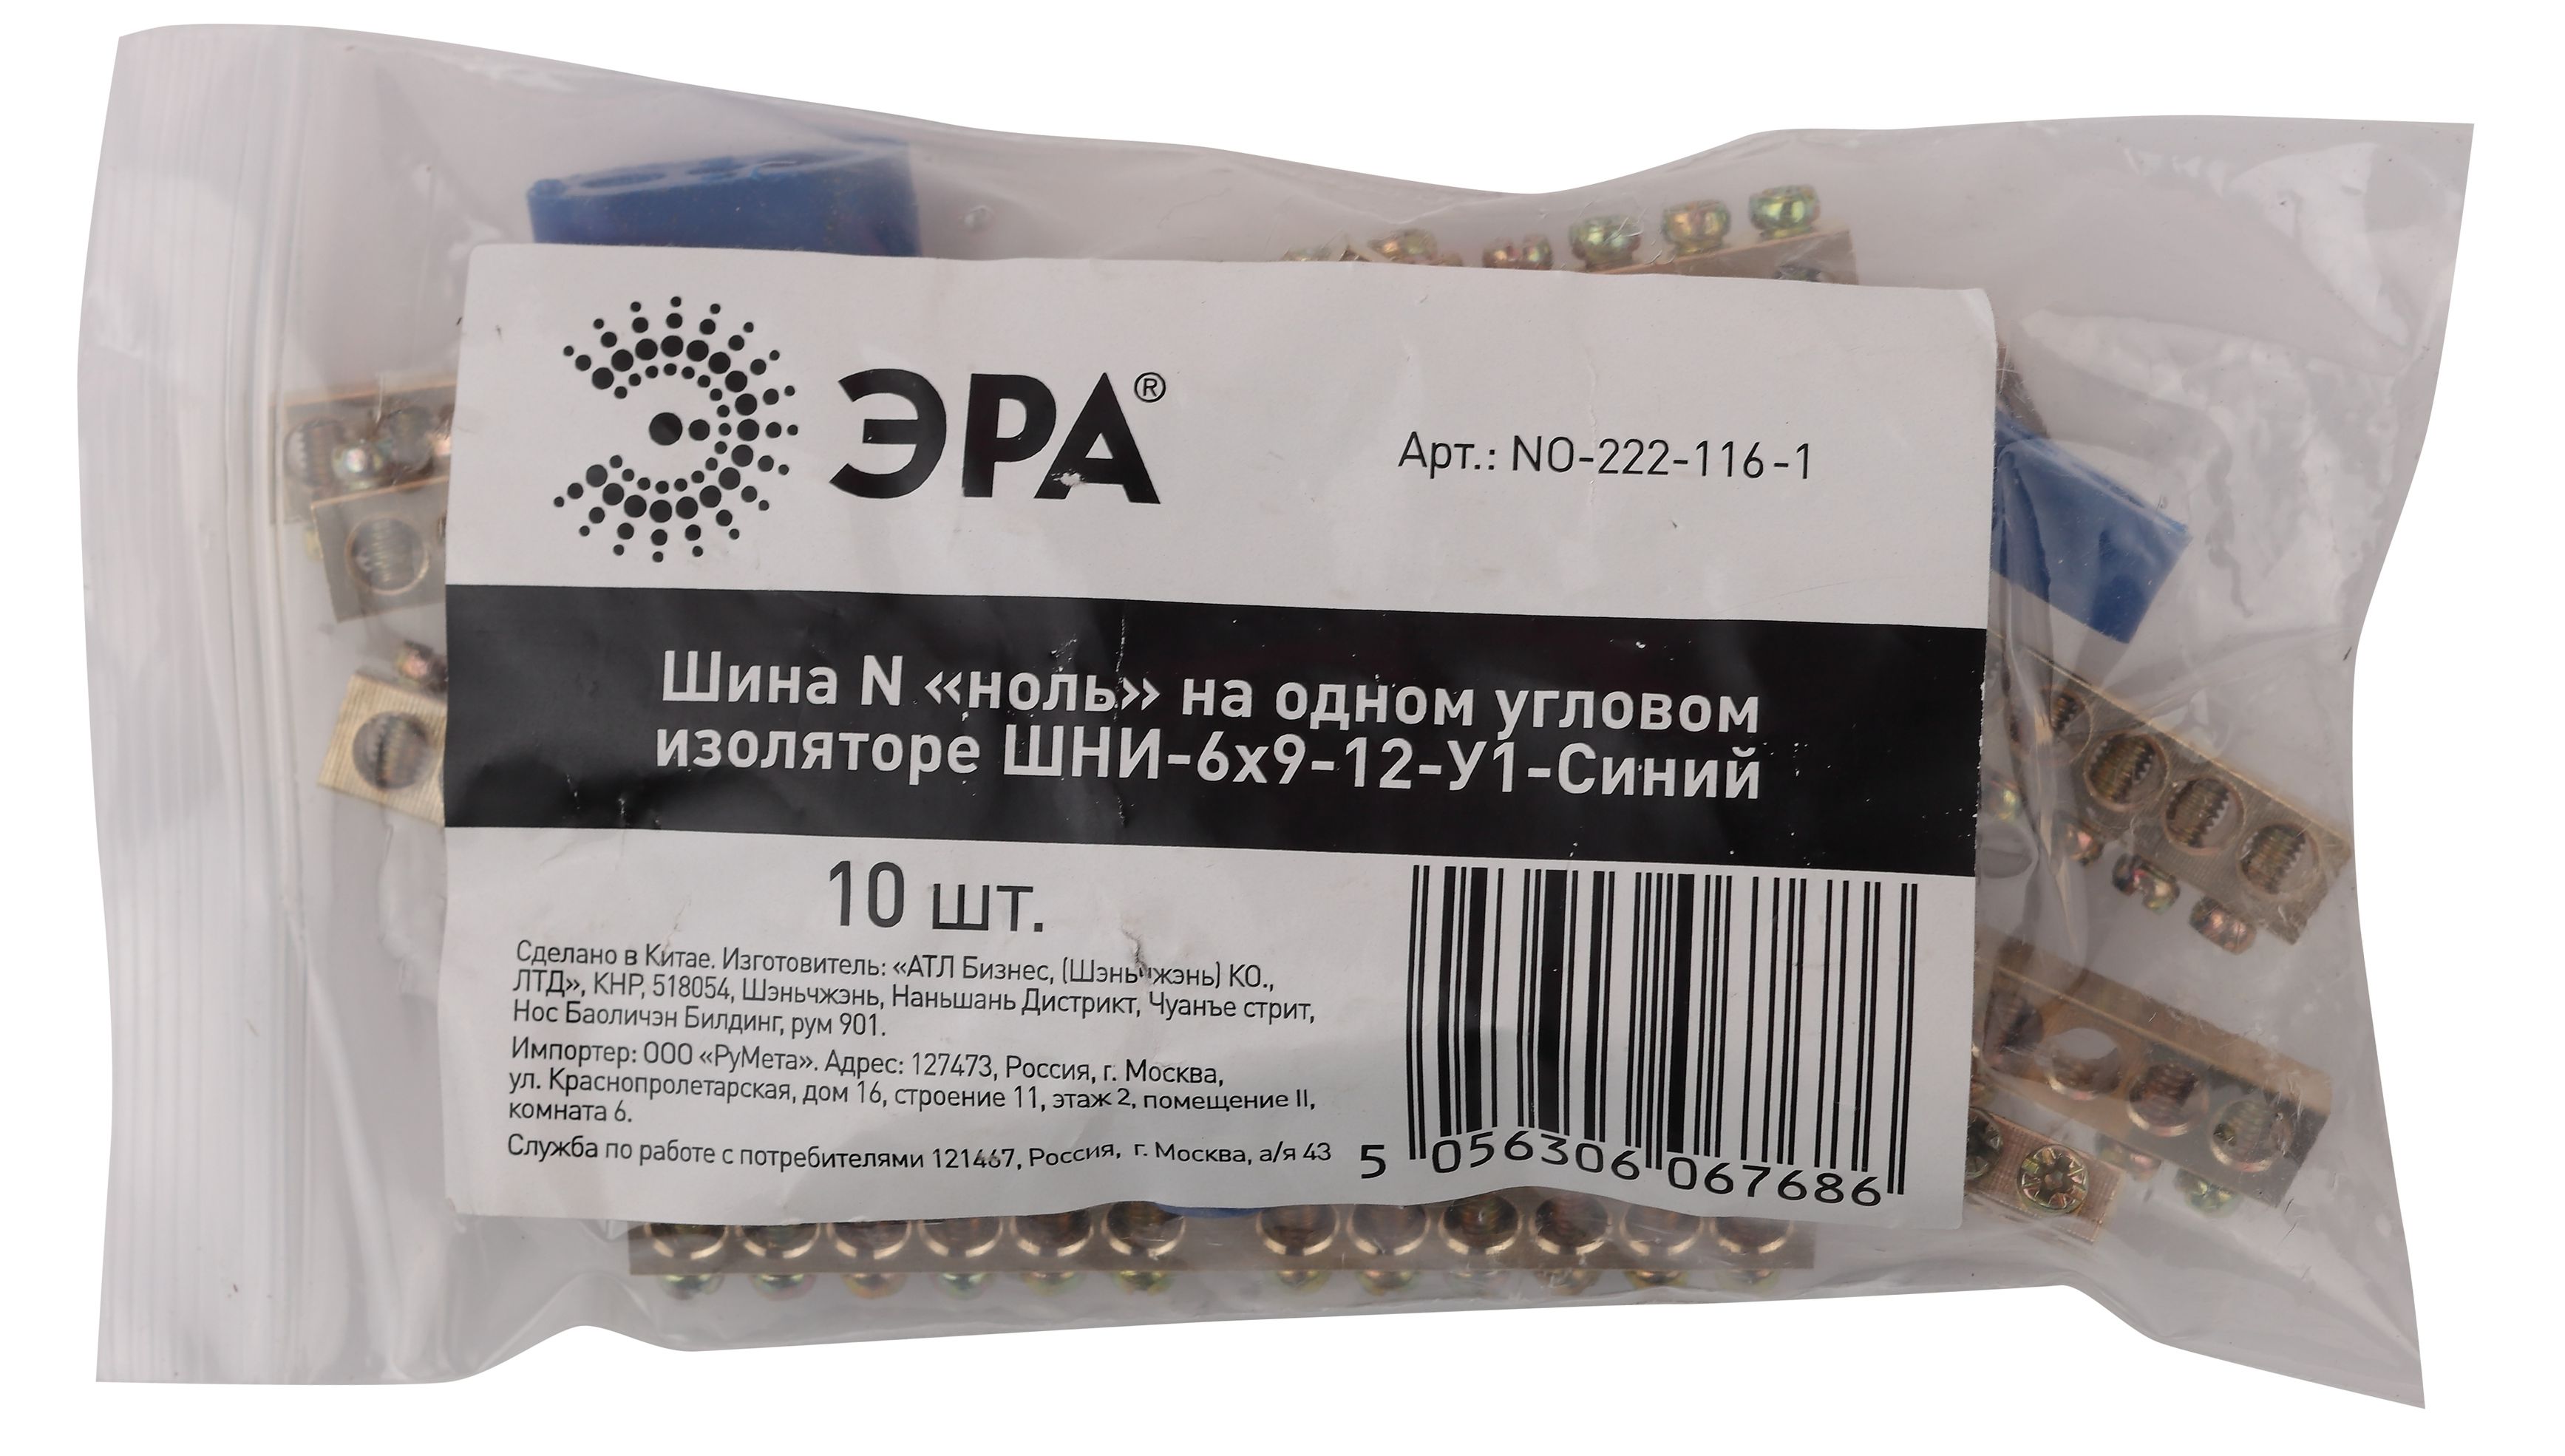 ЭРА®
Арт.: NO-222-116-1
Шина N «ноль» на одном угловом
изоляторе ШНИ-6х9-12-У1-Синий
10 шт.
Сделано в Китае. Изготовитель: «АТЛ Бизнес, (Шэньчжэнь) КО.,
ЛТД», КНР, 518054, Шэньчжэнь, Наньшань Дистрикт, Чуанъе стрит,
Нос Баоличэн Билдинг, рум 901.
Импортер: ООО «РуМета». Адрес: 127473, Россия, г. Москва,
ул. Краснопролетарская, дом 16, строение 11, этаж 2, помещение II,
комната 6.
Служба по работе с потребителями 121467, Россия, г. Москва, а/я 43
5 056306 067686